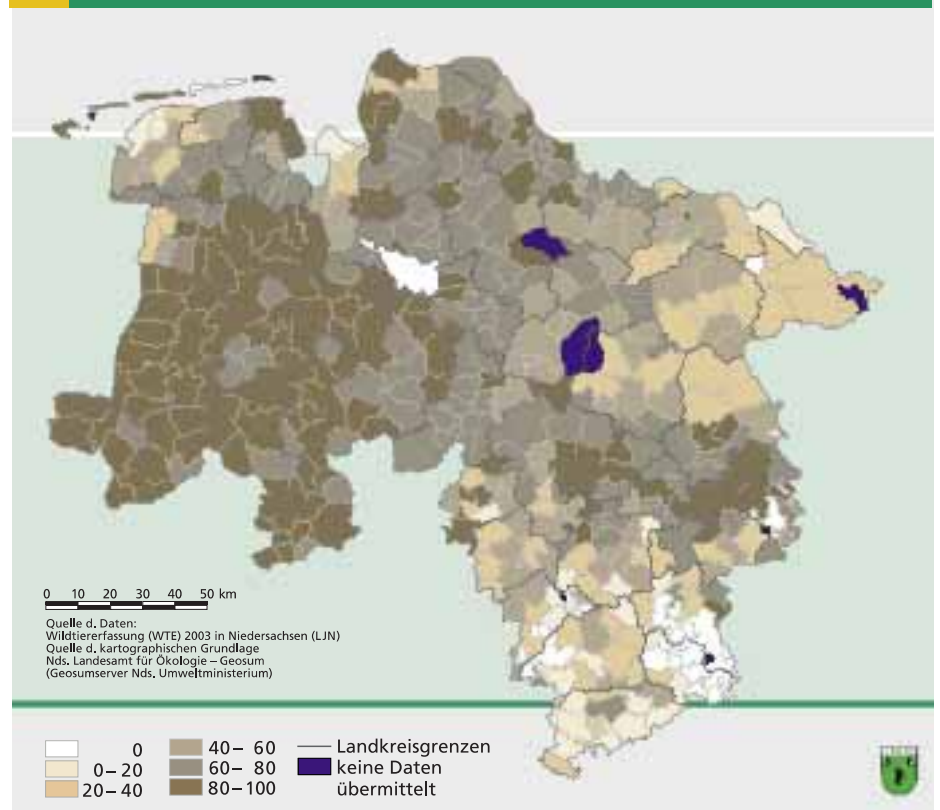 0 10 20 30 40 50 km
Quelle d. Daten:
Wildtiererfassung (WTE) 2003 in Niedersachsen (LJN)
Quelle d. kartographischen Grundlage
Nds. Landesamt für Ökologie – Geosum
(Geosumserver Nds. Umweltministerium)
0
0–20
20–40
40– 60
60– 80
80–100
Landkreisgrenzen
keine Daten
übermittelt